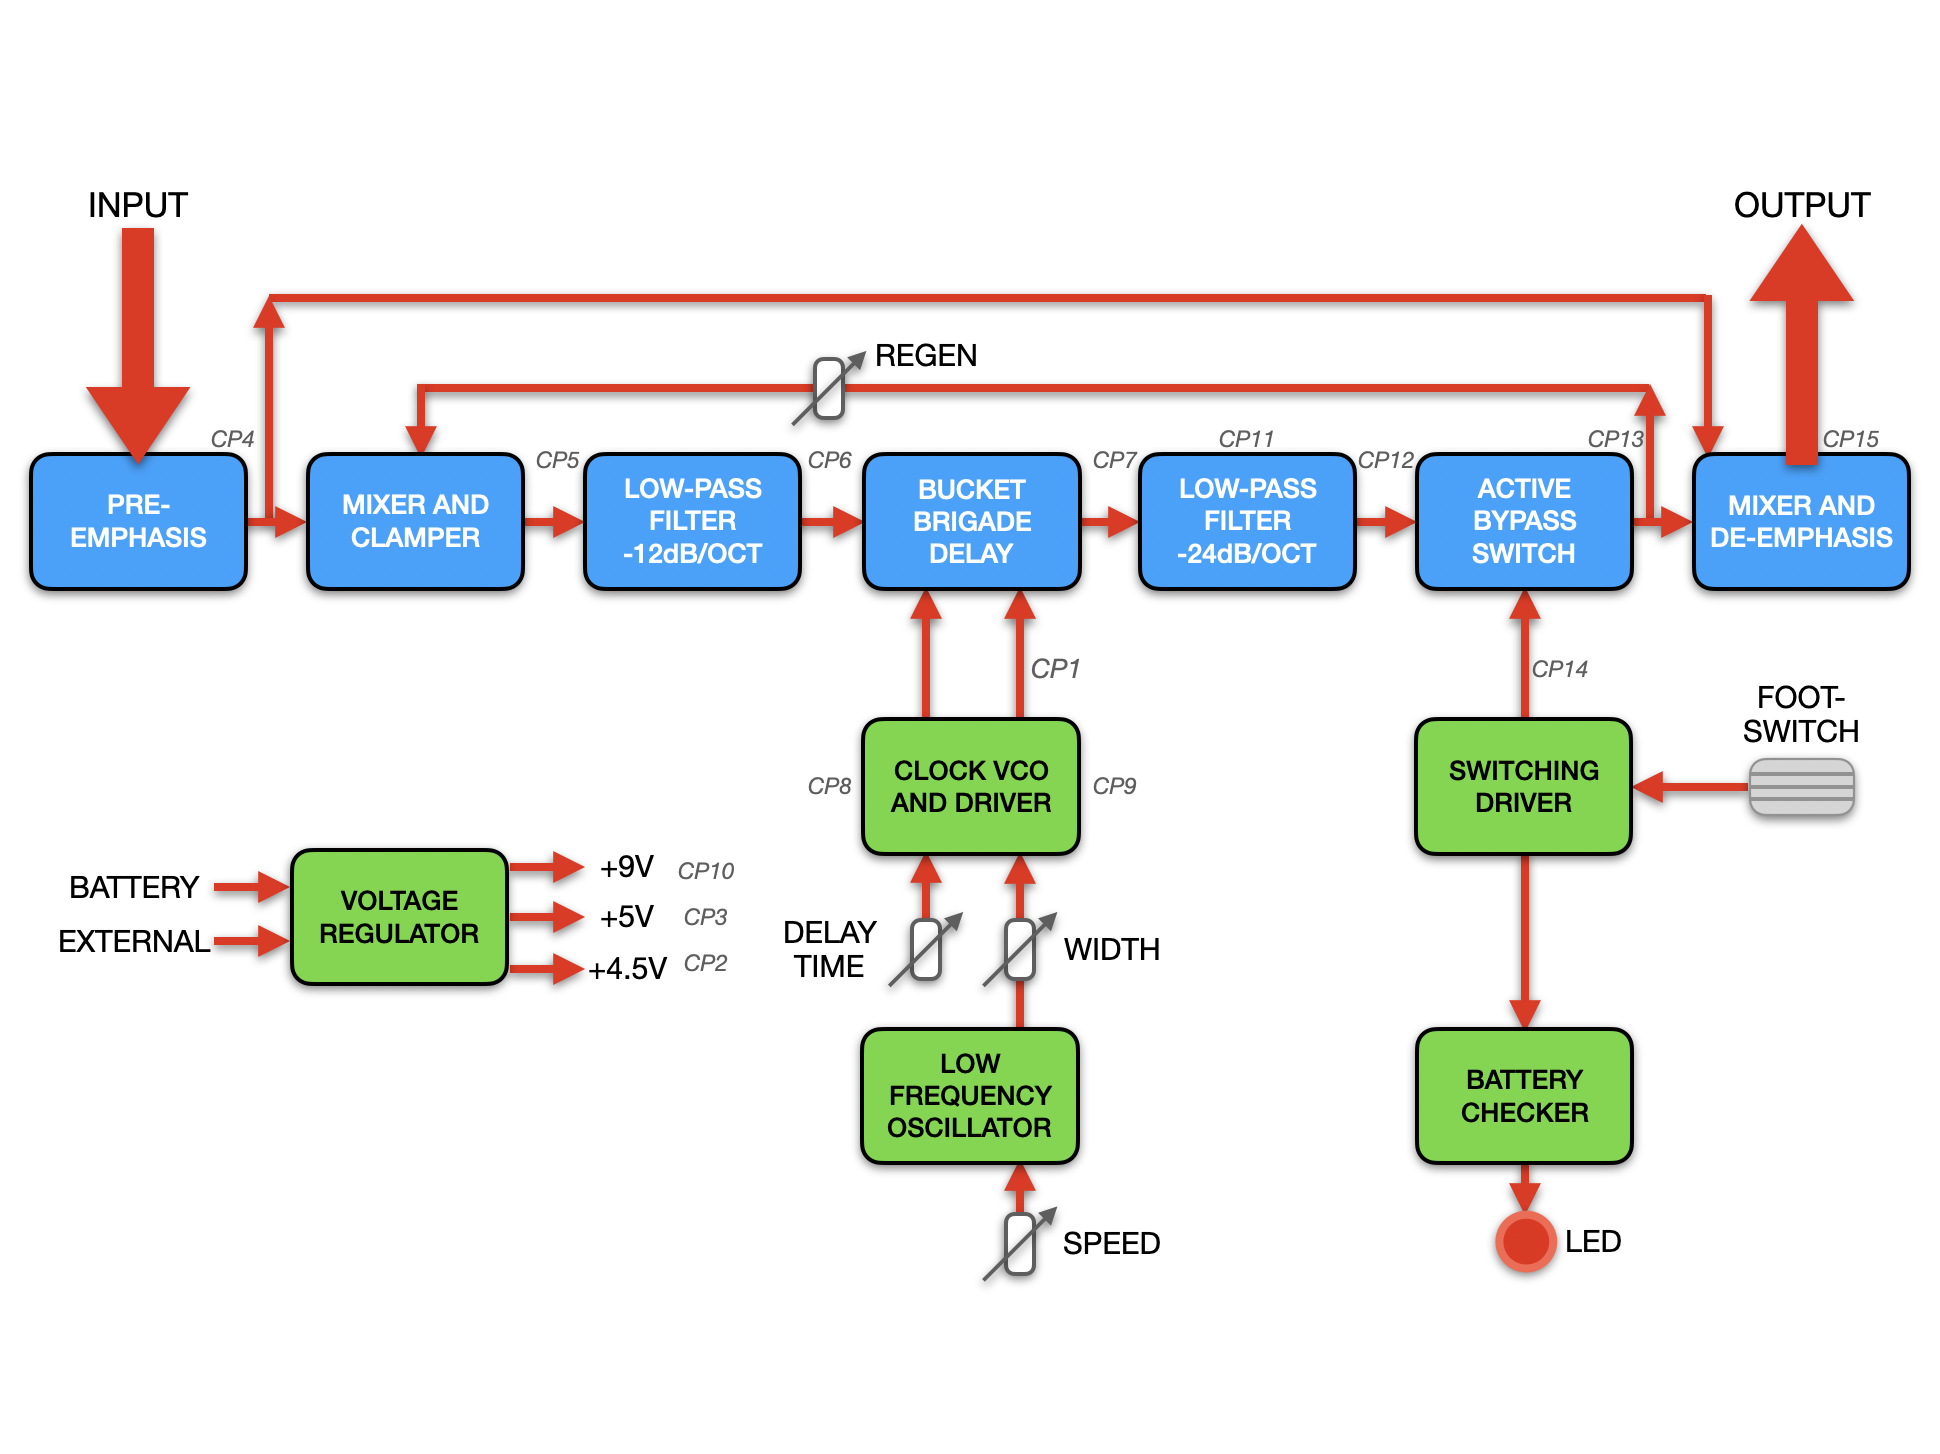 INPUT
OUTPUT
REGEN
CP4
CP5
CP6
CP7
CP11
CP12
CP13
CP15
PRE-
EMPHASIS
MIXER AND
CLAMPER
LOW-PASS
FILTER
-12dB/OCT
BUCKET
BRIGADE
DELAY
LOW-PASS
FILTER
-24dB/OCT
ACTIVE
BYPASS
SWITCH
MIXER AND
DE-EMPHASIS
CP1
CP14
FOOT-
SWITCH
CP8
CLOCK VCO
AND DRIVER
CP9
SWITCHING
DRIVER
BATTERY
EXTERNAL
VOLTAGE
REGULATOR
+9V
CP10
+5V
CP3
+4.5V
CP2
DELAY
TIME
WIDTH
LOW
FREQUENCY
OSCILLATOR
BATTERY
CHECKER
SPEED
LED